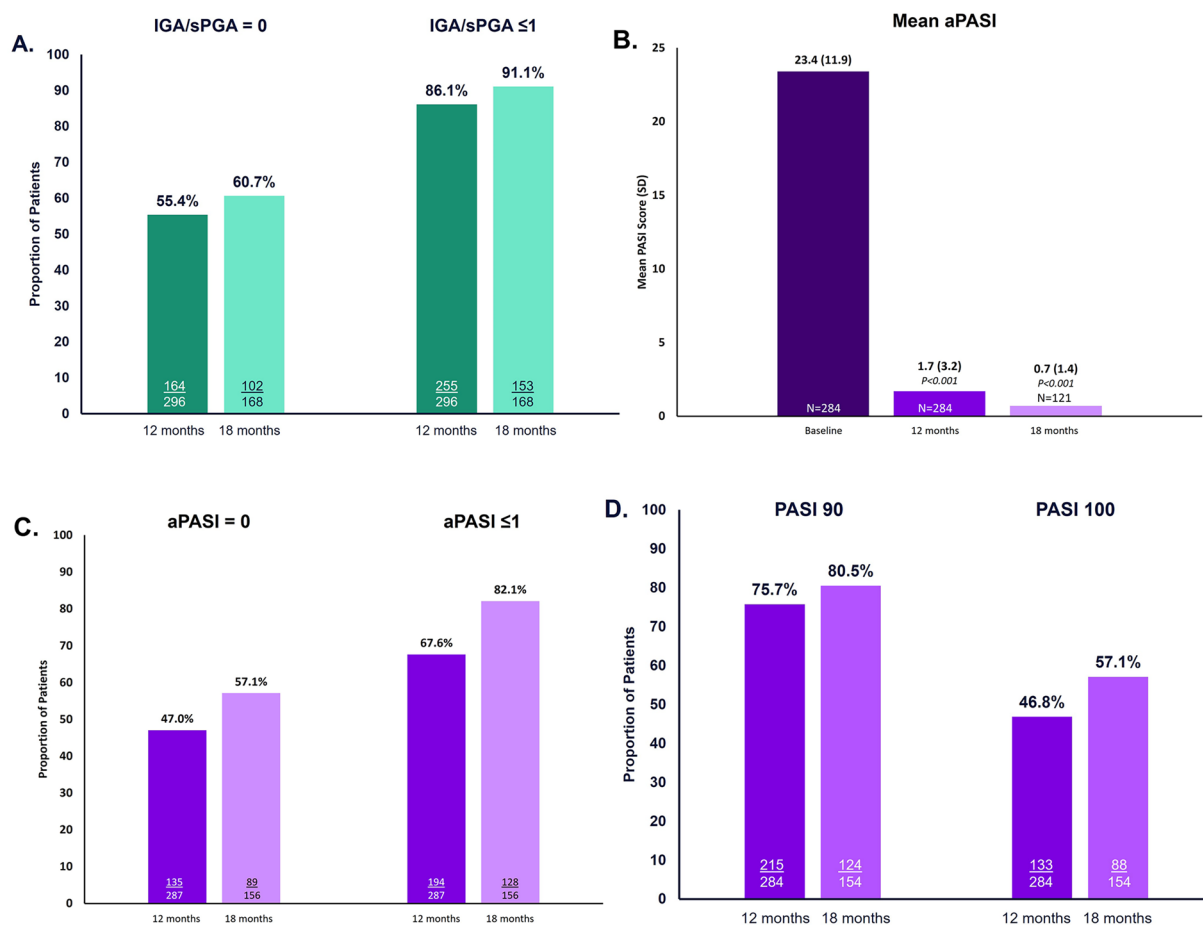 A.
IGA/sPGA = 0
IGA/sPGA ≤1
Proportion of Patients
100
90
80
70
60
50
40
30
20
10
0
55.4%
60.7%
86.1%
91.1%
164
296
102
168
255
296
153
168
12 months
18 months
12 months
18 months
B.
Mean aPASI
Mean PASI Score (SD)
25
20
15
10
5
0
23.4 (11.9)
1.7 (3.2)
P<0.001
0.7 (1.4)
P<0.001
N=121
N=284
N=284
Baseline
12 months
18 months
C.
aPASI = 0
aPASI ≤1
Proportion of Patients
100
90
80
70
60
50
40
30
20
10
0
47.0%
57.1%
67.6%
82.1%
135
287
89
156
194
287
128
156
12 months
18 months
12 months
18 months
D.
PASI 90
PASI 100
Proportion of Patients
100
90
80
70
60
50
40
30
20
10
0
75.7%
80.5%
46.8%
57.1%
215
284
124
154
133
284
88
154
12 months
18 months
12 months
18 months